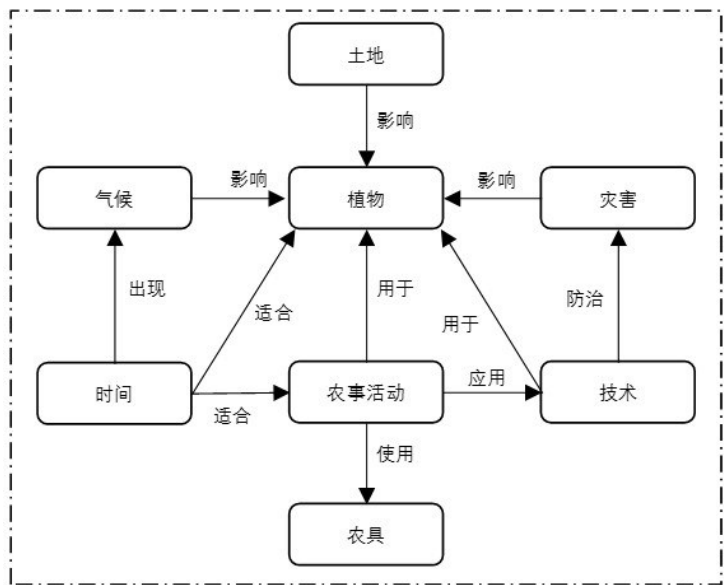 土地
影响
气候
影响
植物
影响
灾害
出现
适合
用于
用于
防治
时间
适合
农事活动
应用
技术
使用
农具